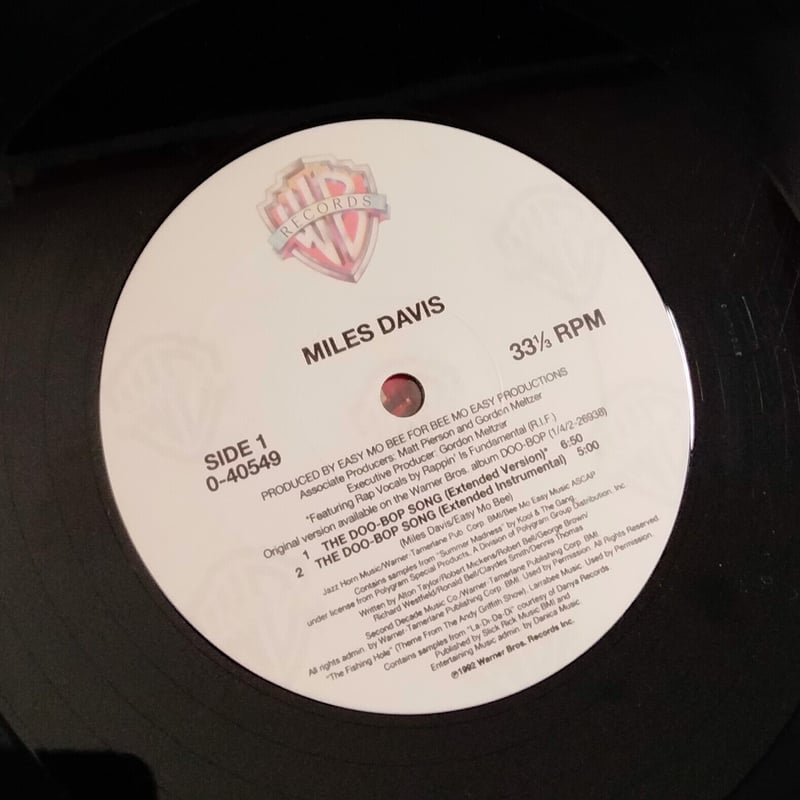 WB
RECORDS
MILES DAVIS
33⅓ RPM
SIDE 1
0-40549
PRODUCED BY EASY MO BEE FOR BEE MO EASY PRODUCTIONS
Associate Producers: Matt Pierson and Gordon Meltzer
Executive Producer: Gordon Meltzer
*Featuring Rap Vocals by Rappin' Is Fundamental (R.I.F.)
Original version available on the Warner Bros. album DOO-BOP (1/4/2-26938)
1 THE DOO-BOP SONG (Extended Version)* 6:50
2 THE DOO-BOP SONG (Extended Instrumental) 5:00
(Miles Davis/Easy Mo Bee)
Jazz Horn Music/Warner Tamerlane Pub. Corp. BMI/Bee Mo Easy Music ASCAP
Contains samples from "Summer Madness" by Kool & The Gang
under license from Polygram Special Products. A Division of Polygram Group Distribution. Inc.
Written by Alton Taylor/Robert Mickens/Robert Bell/George Brown/
Richard Westfield/Ronald Bell/Claydes Smith/Dennis Thomas
Second Decade Music Co./Warner Tamerlane Publishing Corp. BMI
All rights admin. by Warner Tamerlane Publishing Corp. BMI. Used by Permission. All Rights Reserved.
"The Fishing Hole" (Theme From The Andy Griffith Show). Larrabee Music. Used by Permission.
Contains samples from "La-Di-Da-Di" courtesy of Danya Records
Published by Slick Rick Music BMI and
Entertaining Music admin. by Danica Music
℗1992 Warner Bros. Records Inc.